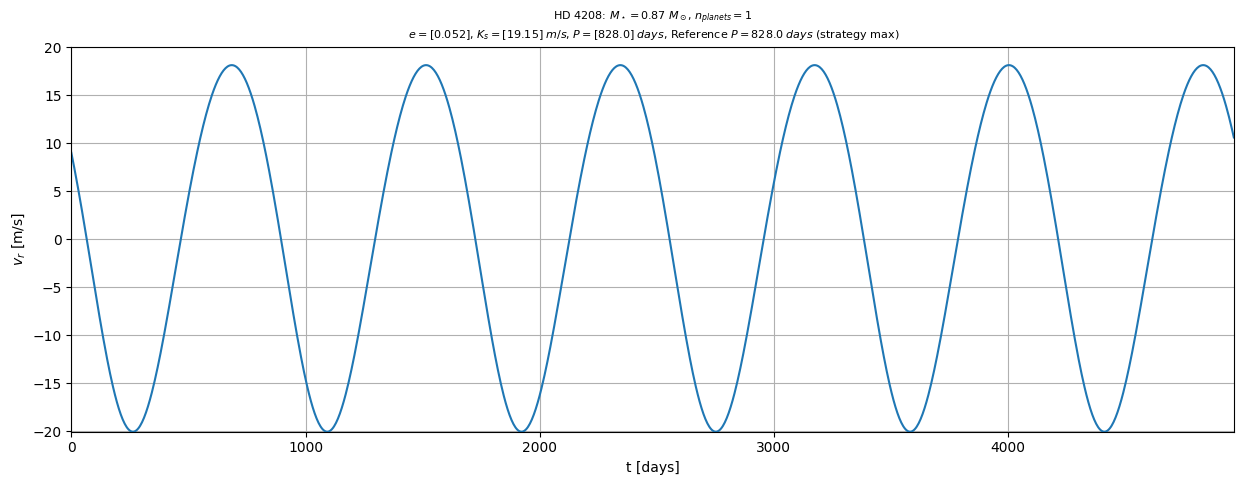 HD 4208: $M_\star = 0.87\ M_\odot$, $n_{planets} = 1$
$e = [0.052]$, $K_s = [19.15]\ m/s$, $P = [828.0]\ days$, Reference $P = 828.0\ days$ (strategy max)
20
15
10
5
0
−5
−10
−15
−20
$v_r$ [m/s]
0 1000 2000 3000 4000
t [days]